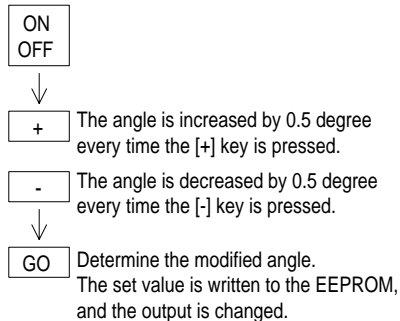 ON
OFF
+
The angle is increased by 0.5 degree
every time the [+] key is pressed.
-
The angle is decreased by 0.5 degree
every time the [-] key is pressed.
GO
Determine the modified angle.
The set value is written to the EEPROM,
and the output is changed.